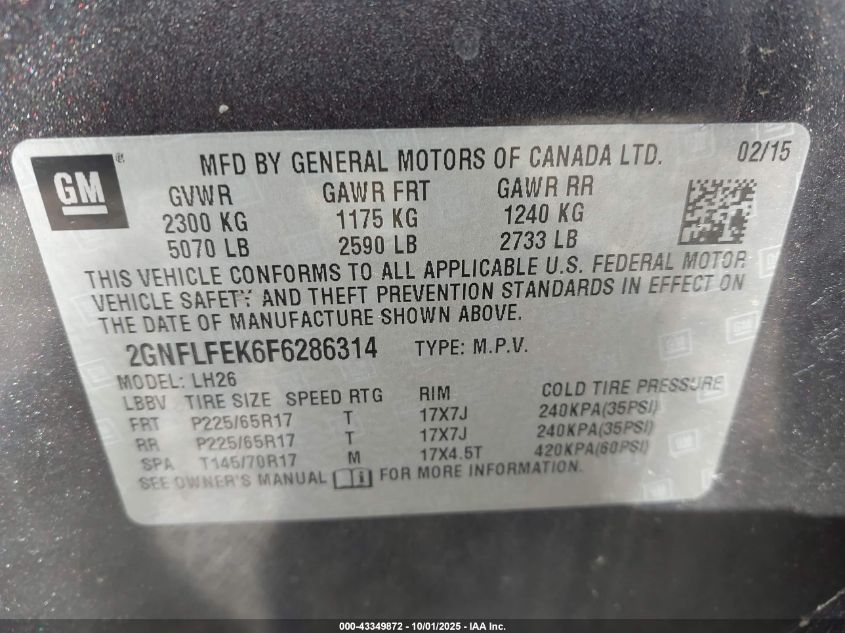 GM ®
MFD BY GENERAL MOTORS OF CANADA LTD. 02/15
GVWR GAWR FRT GAWR RR
2300 KG 1175 KG 1240 KG
5070 LB 2590 LB 2733 LB
THIS VEHICLE CONFORMS TO ALL APPLICABLE U.S. FEDERAL MOTOR
VEHICLE SAFETY AND THEFT PREVENTION STANDARDS IN EFFECT ON
THE DATE OF MANUFACTURE SHOWN ABOVE.
2GNFLFEK6F6286314 TYPE: M.P.V.
MODEL: LH26
LBBV TIRE SIZE SPEED RTG RIM COLD TIRE PRESSURE
FRT P225/65R17 T 17X7J 240KPA(35PSI)
RR P225/65R17 T 17X7J 240KPA(35PSI)
SPA T145/70R17 M 17X4.5T 420KPA(60PSI)
SEE OWNER'S MANUAL FOR MORE INFORMATION.
000-43349872 - 10/01/2025 - IAA Inc.